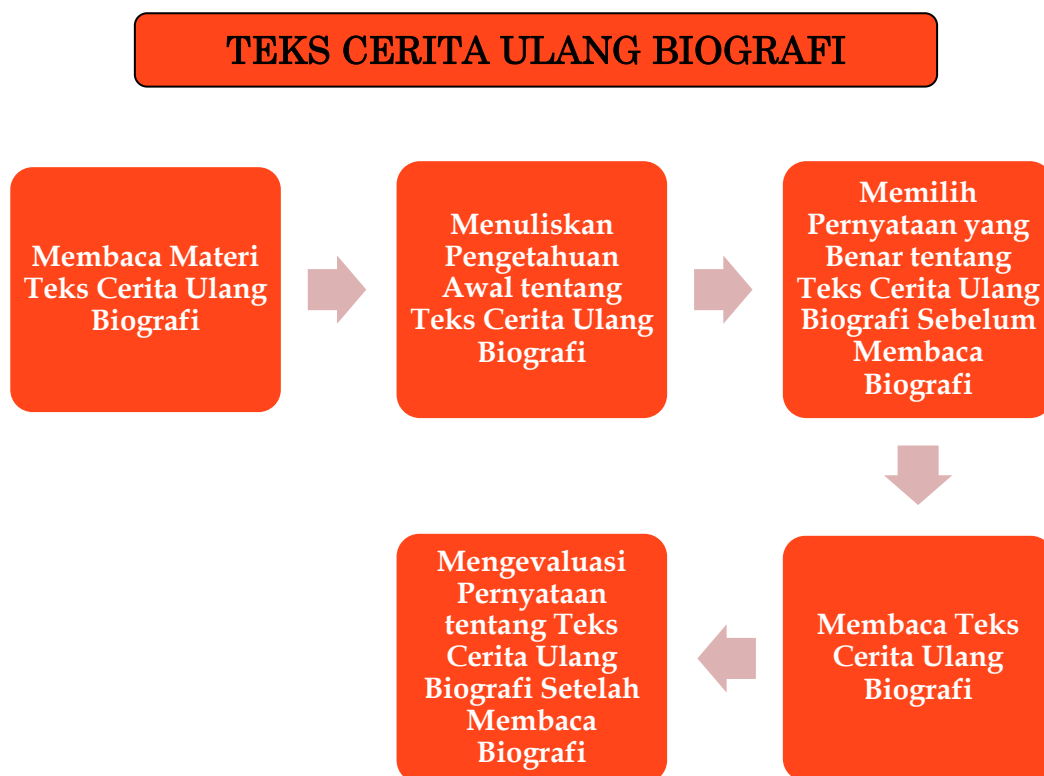 TEKS CERITA ULANG BIOGRAFI
Membaca Materi
Teks Cerita Ulang
Biografi
Menuliskan
Pengetahuan
Awal tentang
Teks Cerita Ulang
Biografi
Memilih
Pernyataan yang
Benar tentang
Teks Cerita Ulang
Biografi Sebelum
Membaca
Biografi
Membaca Teks
Cerita Ulang
Biografi
Mengevaluasi
Pernyataan
tentang Teks
Cerita Ulang
Biografi Setelah
Membaca
Biografi